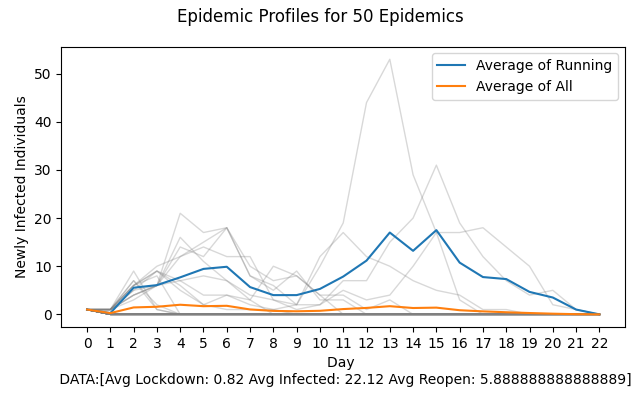 Epidemic Profiles for 50 Epidemics
Average of Running
Average of All
Newly Infected Individuals
50
40
30
20
10
0
0 1 2 3 4 5 6 7 8 9 10 11 12 13 14 15 16 17 18 19 20 21 22
Day
DATA:[Avg Lockdown: 0.82 Avg Infected: 22.12 Avg Reopen: 5.888888888888889]